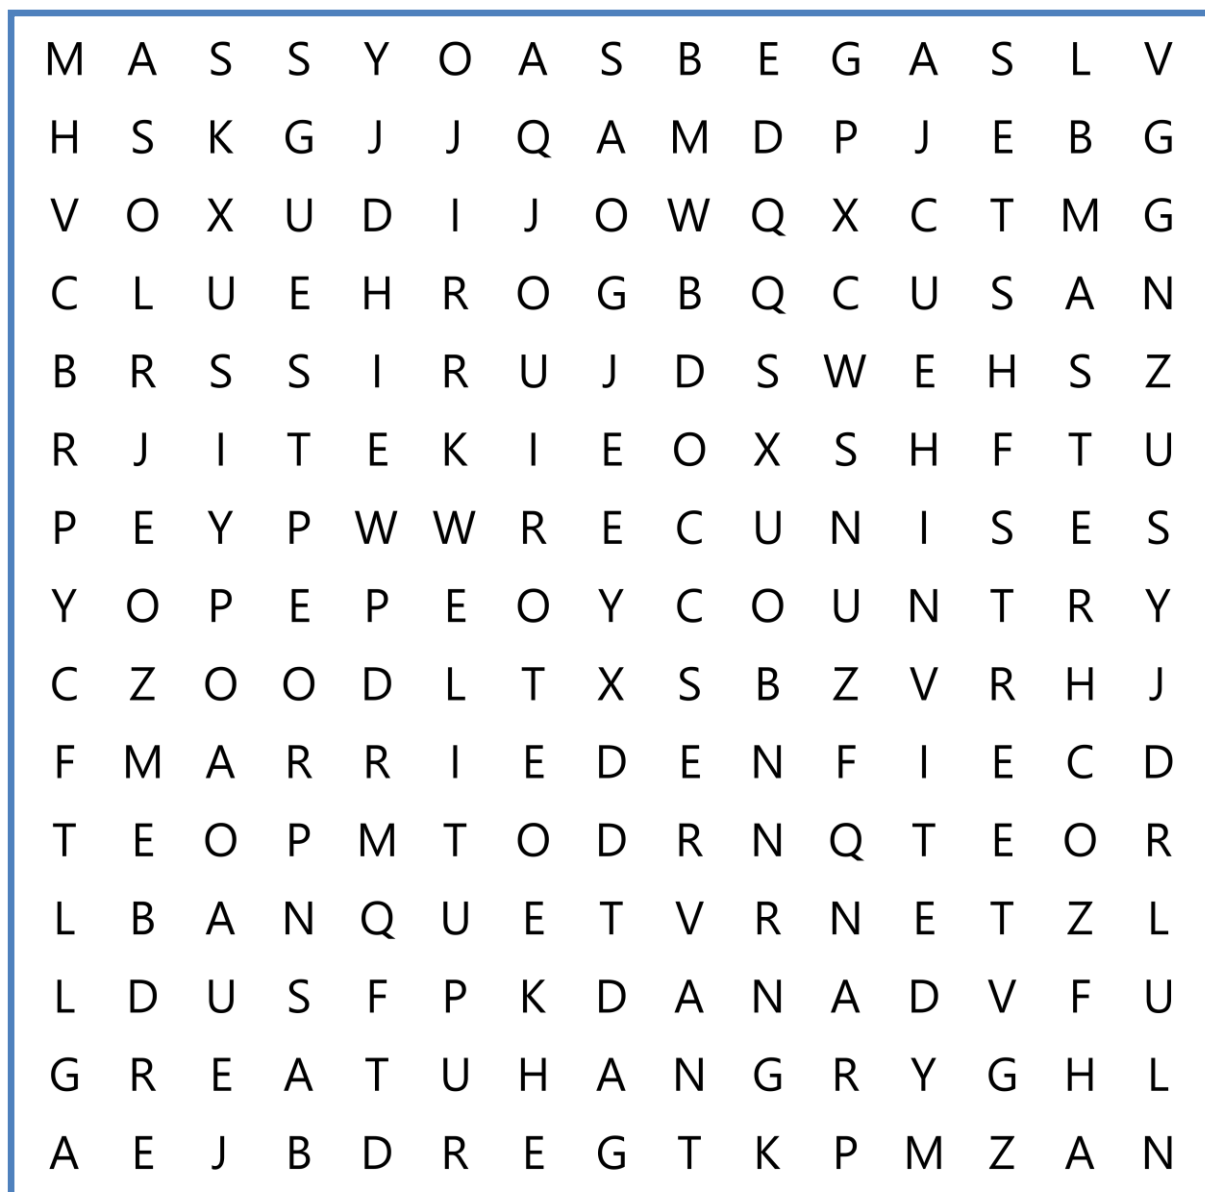 M A S S Y O A S B E G A S L V
H S K G J J Q A M D P J E B G
V O X U D I J O W Q X C T M G
C L U E H R O G B Q C U S A N
B R S S I R U J D S W E H S Z
R J I T E K I E O X S H F T U
P E Y P W W R E C U N I S E S
Y O P E P E O Y C O U N T R Y
C Z O O D L T X S B Z V R H J
F M A R R I E D E N F I E C D
T E O P M T O D R N Q T E O R
L B A N Q U E T V R N E T Z L
L D U S F P K D A N A D V F U
G R E A T U H A N G R Y G H L
A E J B D R E G T K P M Z A N